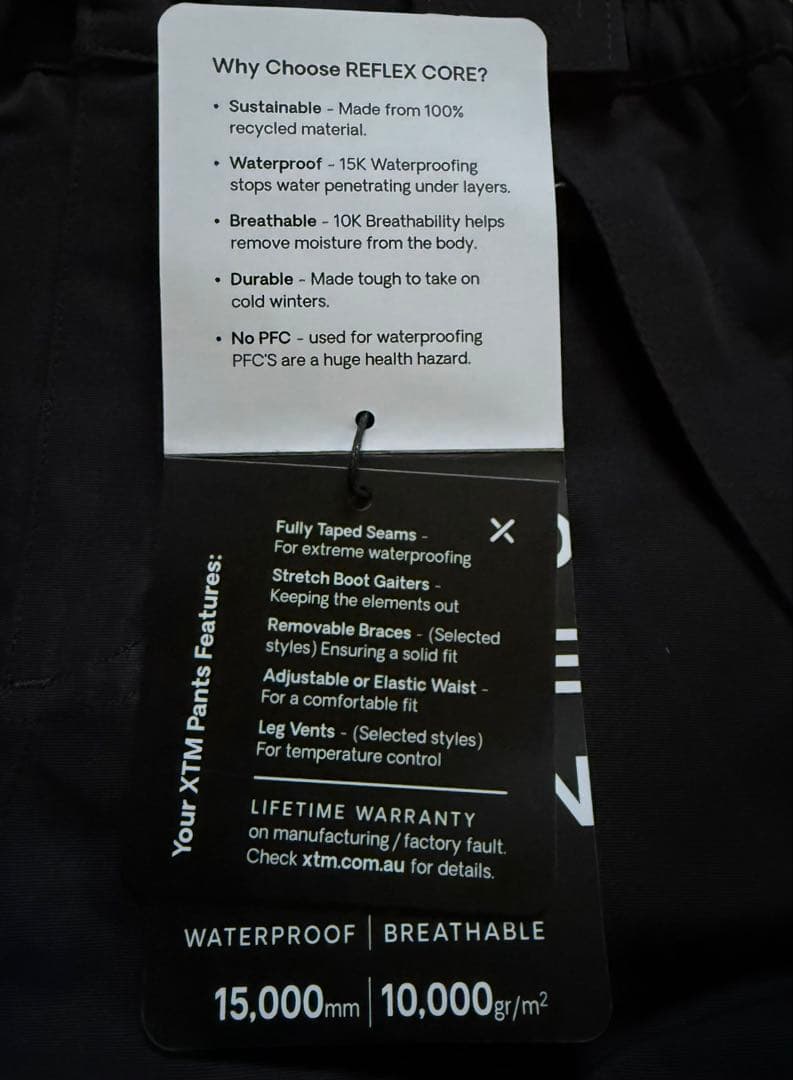 Why Choose REFLEX CORE?
• Sustainable - Made from 100%
recycled material.
• Waterproof - 15K Waterproofing
stops water penetrating under layers.
• Breathable - 10K Breathability helps
remove moisture from the body.
• Durable - Made tough to take on
cold winters.
• No PFC - used for waterproofing
PFC'S are a huge health hazard.
Your XTM Pants Features:
Fully Taped Seams -
For extreme waterproofing
Stretch Boot Gaiters -
Keeping the elements out
Removable Braces - (Selected
styles) Ensuring a solid fit
Adjustable or Elastic Waist -
For a comfortable fit
Leg Vents - (Selected styles)
For temperature control
LIFETIME WARRANTY
on manufacturing / factory fault.
Check xtm.com.au for details.
WATERPROOF | BREATHABLE
15,000mm | 10,000gr/m²